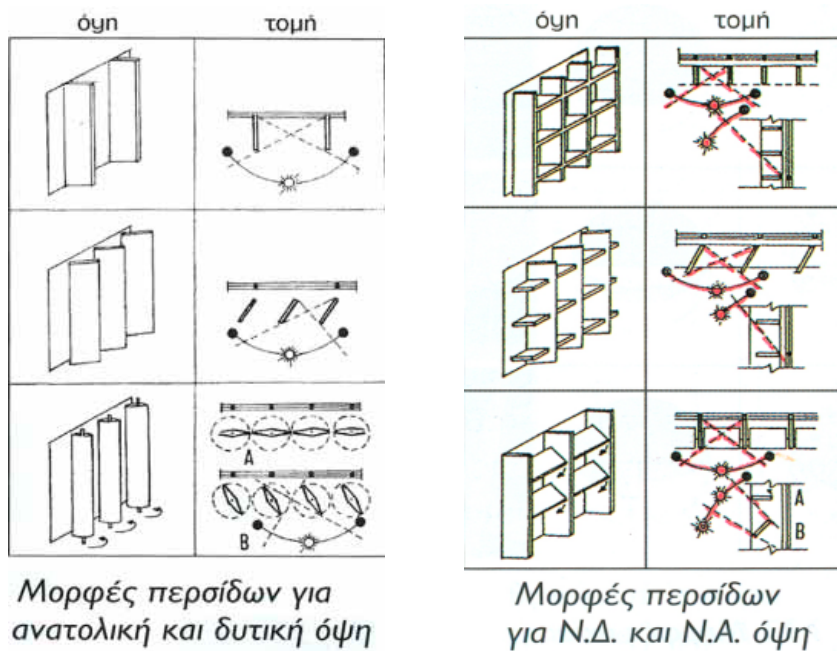 όψη τομή
A
B
Μορφές περσίδων για
ανατολική και δυτική όψη
όψη τομή
A
B
Μορφές περσίδων
για Ν.Δ. και Ν.Α. όψη